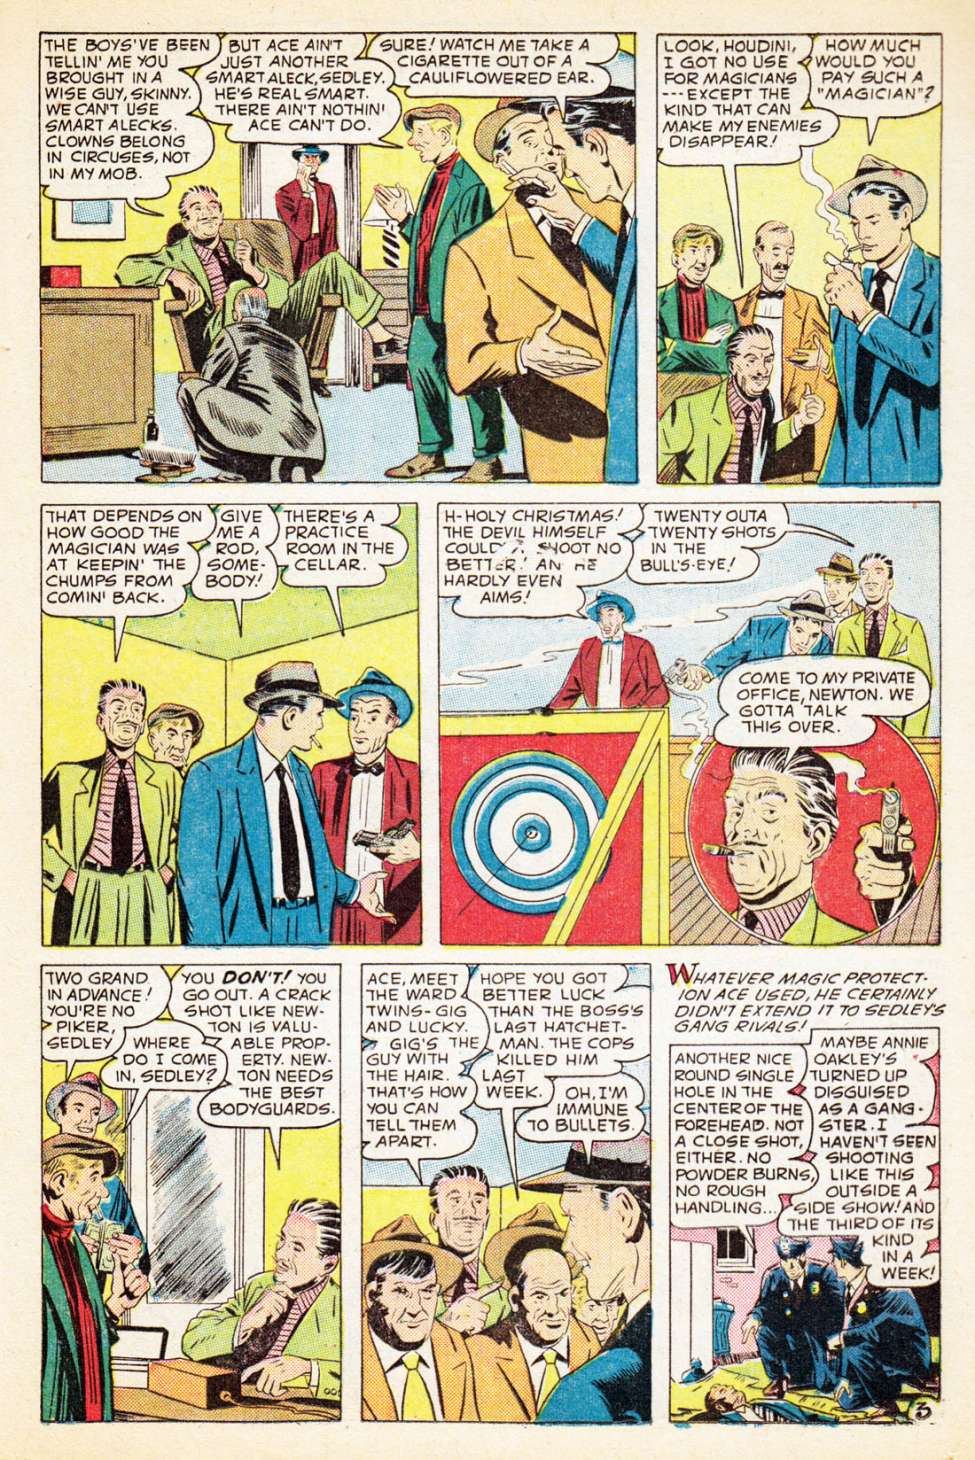 THE BOYS'VE BEEN
TELLIN' ME YOU
BROUGHT IN A
WISE GUY, SKINNY.
WE CAN'T USE
SMART ALECKS.
CLOWNS BELONG
IN CIRCUSES, NOT
IN MY MOB.
BUT ACE AIN'T
JUST ANOTHER
SMART ALECK, SEDLEY.
HE'S REAL SMART.
THERE AIN'T NOTHIN'
ACE CAN'T DO.
SURE! WATCH ME TAKE A
CIGARETTE OUT OF A
CAULIFLOWERED EAR.
LOOK, HOUDINI,
I GOT NO USE
FOR MAGICIANS
---EXCEPT THE
KIND THAT CAN
MAKE MY ENEMIES
DISAPPEAR!
HOW MUCH
WOULD YOU
PAY SUCH A
"MAGICIAN"?
THAT DEPENDS ON
HOW GOOD THE
MAGICIAN WAS
AT KEEPIN' THE
CHUMPS FROM
COMIN' BACK.
GIVE
ME A
ROD,
SOME-
BODY!
THERE'S A
PRACTICE
ROOM IN THE
CELLAR.
H-HOLY CHRISTMAS!
THE DEVIL HIMSELF
COULD SHOOT NO
BETTER! AN' HE
HARDLY EVEN
AIMS!
TWENTY OUTA
TWENTY SHOTS
IN THE
BULL'S-EYE!
COME TO MY PRIVATE
OFFICE, NEWTON. WE
GOTTA TALK
THIS OVER.
TWO GRAND
IN ADVANCE!
YOU'RE NO
PIKER,
SEDLEY
WHERE
DO I COME
IN, SEDLEY?
YOU DON'T! YOU
GO OUT. A CRACK
SHOT LIKE NEW-
TON IS VALU-
ABLE PROP-
ERTY. NEW-
TON NEEDS
THE BEST
BODYGUARDS.
ACE, MEET
THE WARD
TWINS-GIG
AND LUCKY.
GIG'S THE
GUY WITH
THE HAIR.
THAT'S HOW
YOU CAN
TELL THEM
APART.
HOPE YOU GOT
BETTER LUCK
THAN THE BOSS'S
LAST HATCHET-
MAN. THE COPS
KILLED HIM
LAST
WEEK.
OH, I'M
IMMUNE
TO BULLETS.
WHATEVER MAGIC PROTECT-
ION ACE USED, HE CERTAINLY
DIDN'T EXTEND IT TO SEDLEY'S
GANG RIVALS!
ANOTHER NICE
ROUND SINGLE
HOLE IN THE
CENTER OF THE
FOREHEAD. NOT
A CLOSE SHOT,
EITHER. NO
POWDER BURNS,
NO ROUGH
HANDLING...
MAYBE ANNIE
OAKLEY'S
TURNED UP
DISGUISED
AS A GANG-
STER. I
HAVEN'T SEEN
SHOOTING
LIKE THIS
OUTSIDE A
SIDE SHOW! AND
THE THIRD OF ITS
KIND
IN A
WEEK!
3